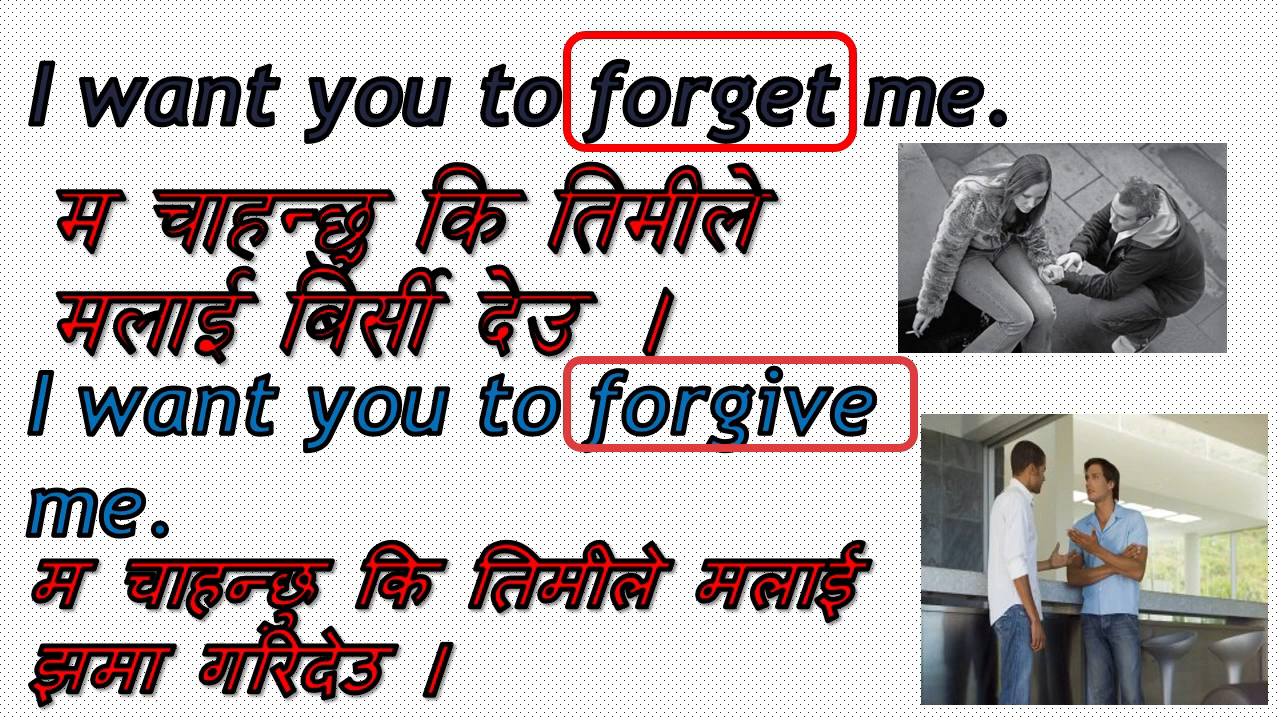 I want you to forget me.
म चाहन्छु कि तिमीले
मलाई बिर्सी देउ ।
I want you to forgive
me.
म चाहन्छु कि तिमीले मलाई
झमा गरिदेउ ।